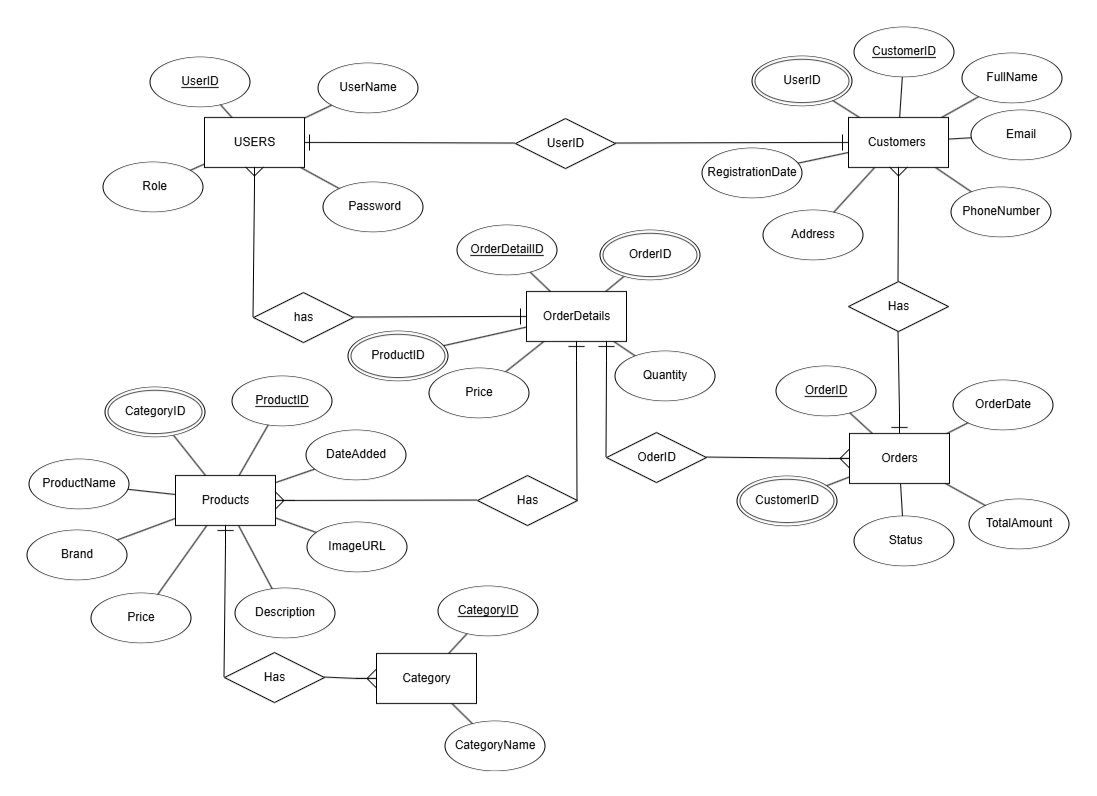 CustomerID
UserID
UserName
UserID
FullName
Email
USERS
UserID
Customers
RegistrationDate
Role
Password
PhoneNumber
Address
OrderDetailID
OrderID
has
OrderDetails
Has
ProductID
Price
Quantity
OrderID
OrderDate
CategoryID
ProductID
DateAdded
OderID
Orders
ProductName
Products
Has
CustomerID
TotalAmount
Status
Brand
ImageURL
Price
Description
CategoryID
Has
Category
CategoryName